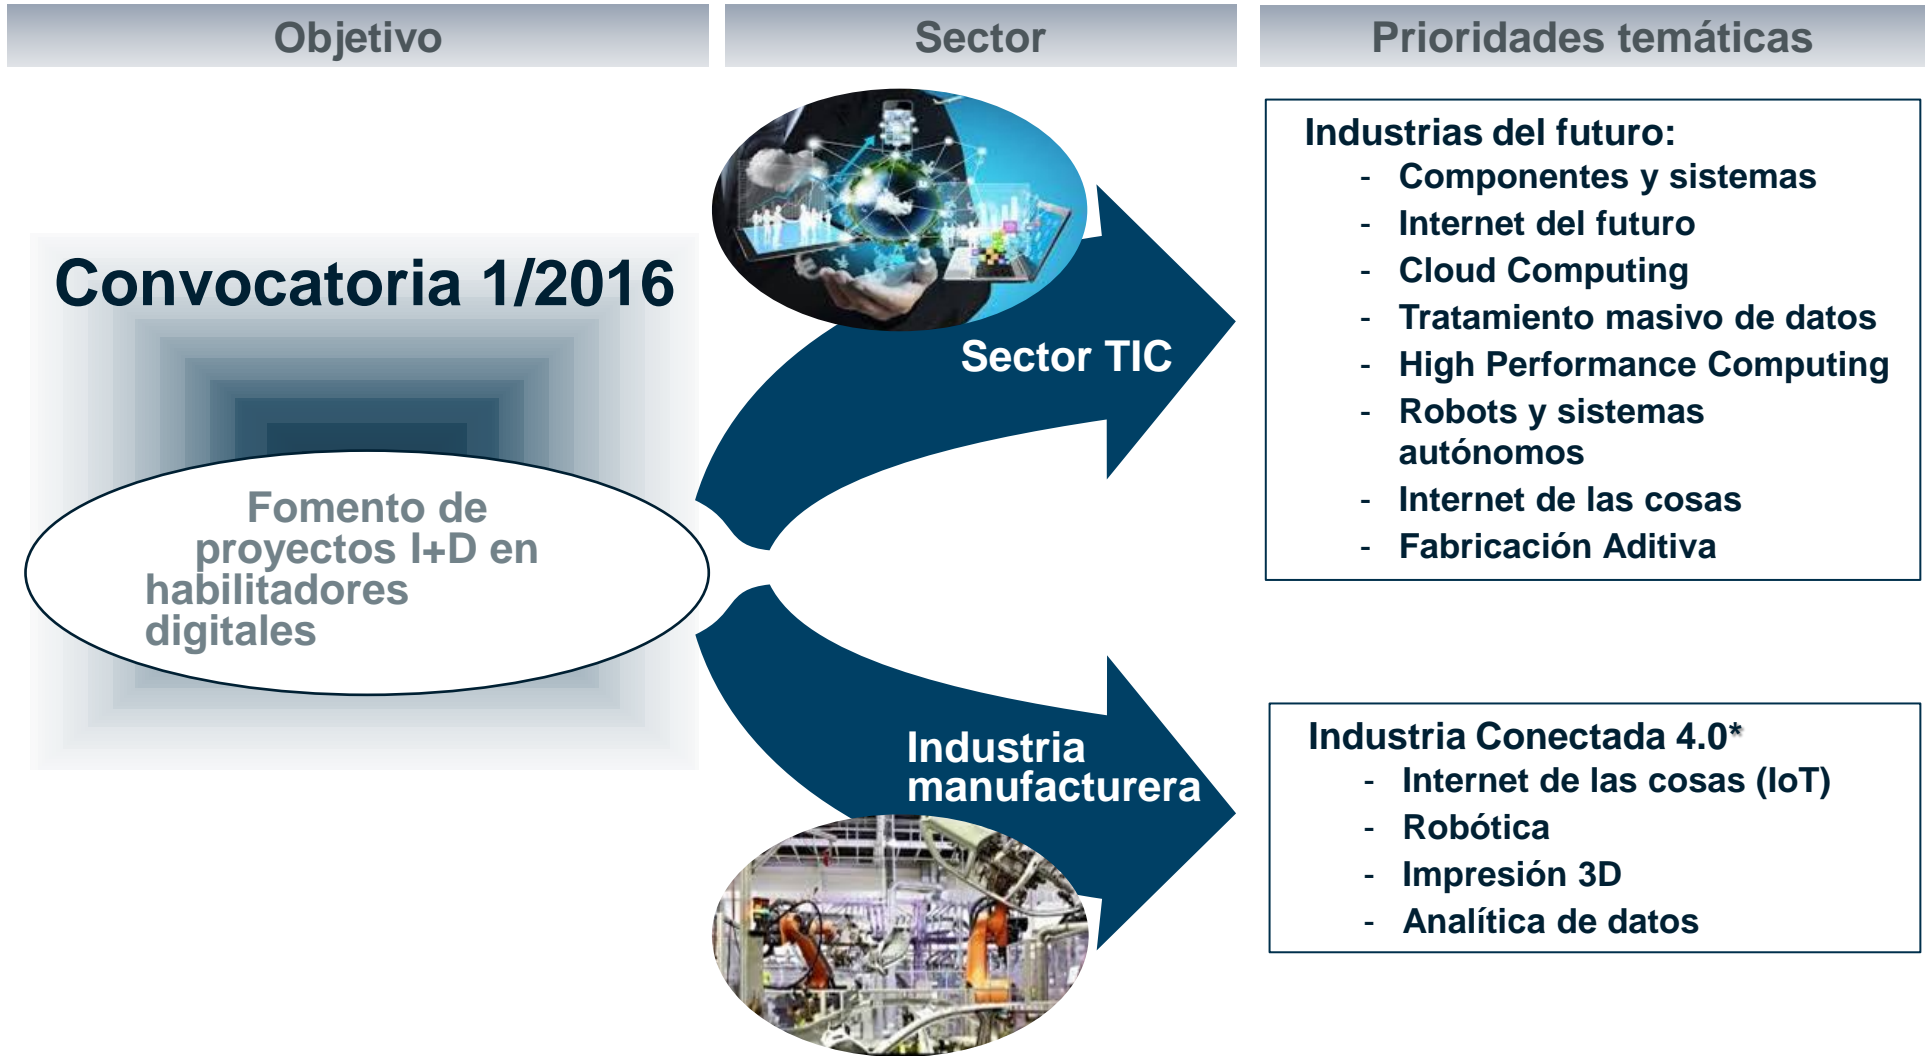 Objetivo
Sector
Prioridades temáticas
Convocatoria 1/2016
Fomento de
proyectos I+D en
habilitadores
digitales
Sector TIC
Industria
manufacturera
Industrias del futuro:
- Componentes y sistemas
- Internet del futuro
- Cloud Computing
- Tratamiento masivo de datos
- High Performance Computing
- Robots y sistemas
autónomos
- Internet de las cosas
- Fabricación Aditiva
Industria Conectada 4.0*
- Internet de las cosas (IoT)
- Robótica
- Impresión 3D
- Analítica de datos